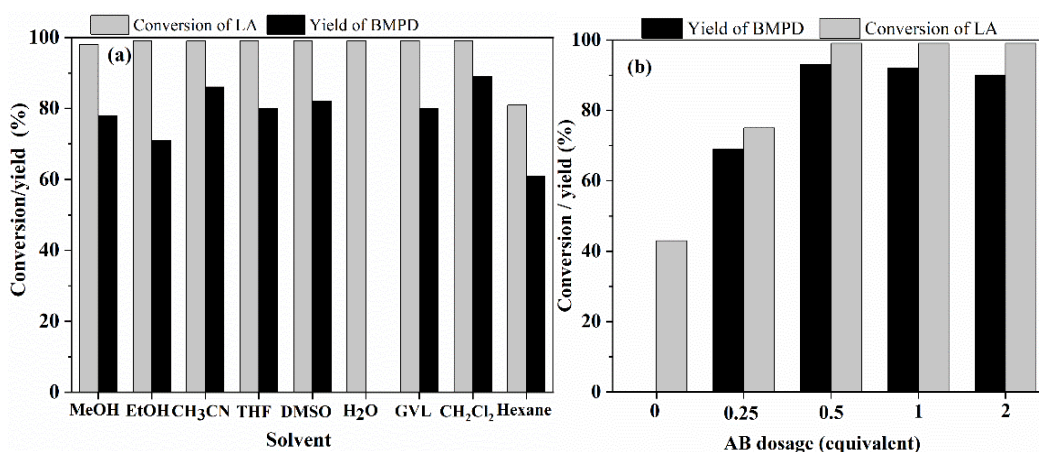 Conversion of LA
Yield of BMPD
(a)
100
80
60
40
20
0
Conversion/yield (%)
MeOH EtOH CH3CN THF DMSO H2O GVL CH2Cl2 Hexane
Solvent
Yield of BMPD
Conversion of LA
(b)
100
80
60
40
20
0
Conversion / yield (%)
0 0.25 0.5 1 2
AB dosage (equivalent)